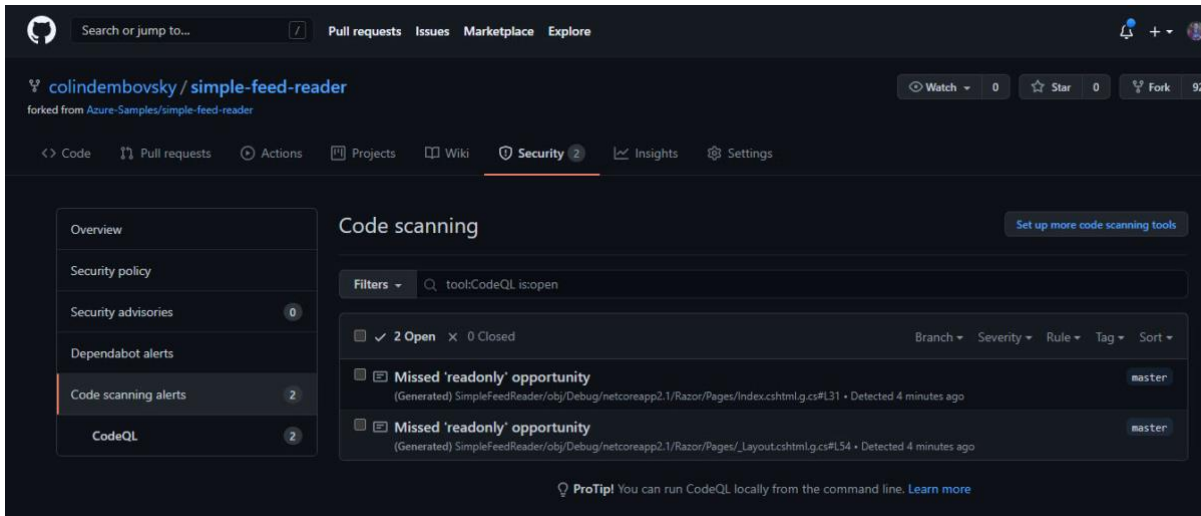 Search or jump to... /
Pull requests Issues Marketplace Explore
colindembovsky / simple-feed-reader
forked from Azure-Samples/simple-feed-reader
Watch 0 Star 0 Fork 92
Code Pull requests Actions Projects Wiki Security 2 Insights Settings
Overview
Security policy
Security advisories 0
Dependabot alerts
Code scanning alerts 2
CodeQL 2
Code scanning
Set up more code scanning tools
Filters tool:CodeQL is:open
2 Open 0 Closed
Branch Severity Rule Tag Sort
Missed 'readonly' opportunity master
(Generated) SimpleFeedReader/obj/Debug/netcoreapp2.1/Razor/Pages/Index.cshtml.g.cs#L31 • Detected 4 minutes ago
Missed 'readonly' opportunity master
(Generated) SimpleFeedReader/obj/Debug/netcoreapp2.1/Razor/Pages/_Layout.cshtml.g.cs#L54 • Detected 4 minutes ago
ProTip! You can run CodeQL locally from the command line. Learn more